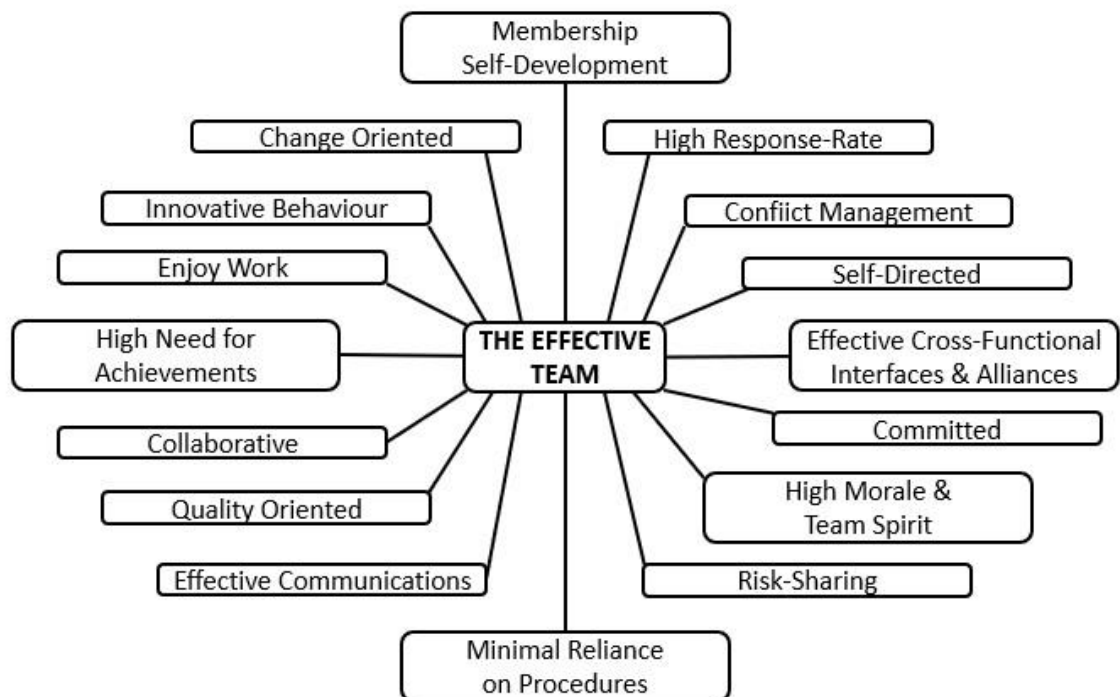 Membership
Self-Development
Change Oriented
High Response-Rate
Innovative Behaviour
Confiict Management
Enjoy Work
Self-Directed
High Need for
Achievements
THE EFFECTIVE
TEAM
Effective Cross-Functional
Interfaces & Alliances
Collaborative
Committed
Quality Oriented
High Morale &
Team Spirit
Effective Communications
Risk-Sharing
Minimal Reliance
on Procedures